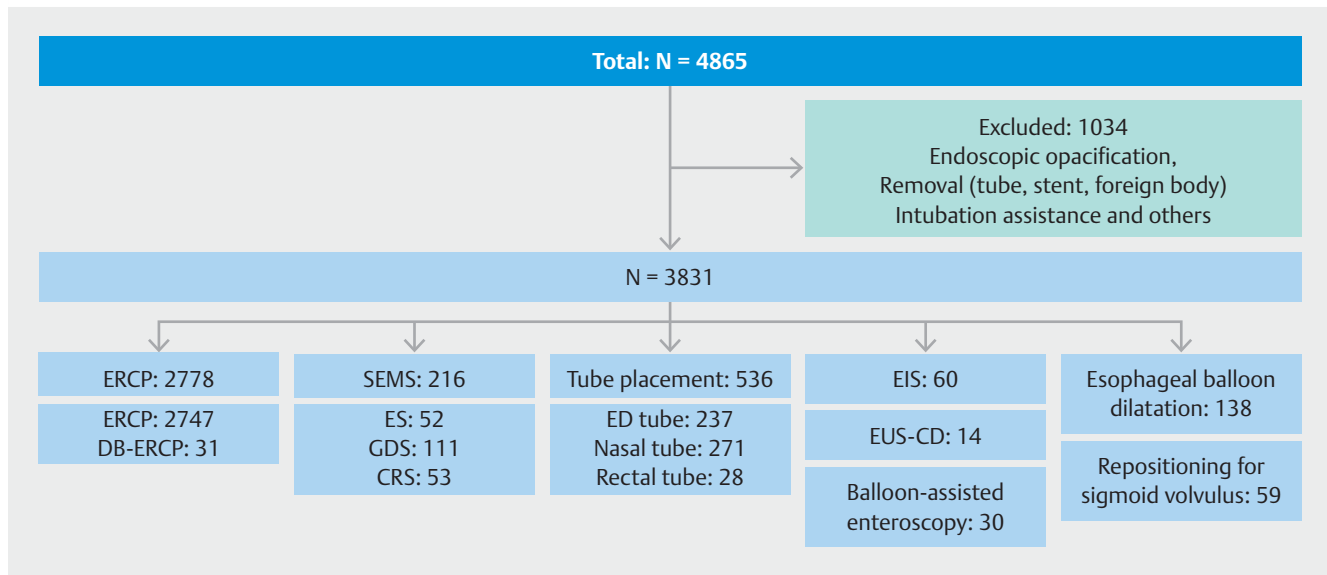 Total: N = 4865
Excluded: 1034
Endoscopic opacification,
Removal (tube, stent, foreign body)
Intubation assistance and others
N = 3831
ERCP: 2778
ERCP: 2747
DB-ERCP: 31
SEMS: 216
ES: 52
GDS: 111
CRS: 53
Tube placement: 536
ED tube: 237
Nasal tube: 271
Rectal tube: 28
EIS: 60
EUS-CD: 14
Balloon-assisted
enteroscopy: 30
Esophageal balloon
dilatation: 138
Repositioning for
sigmoid volvulus: 59